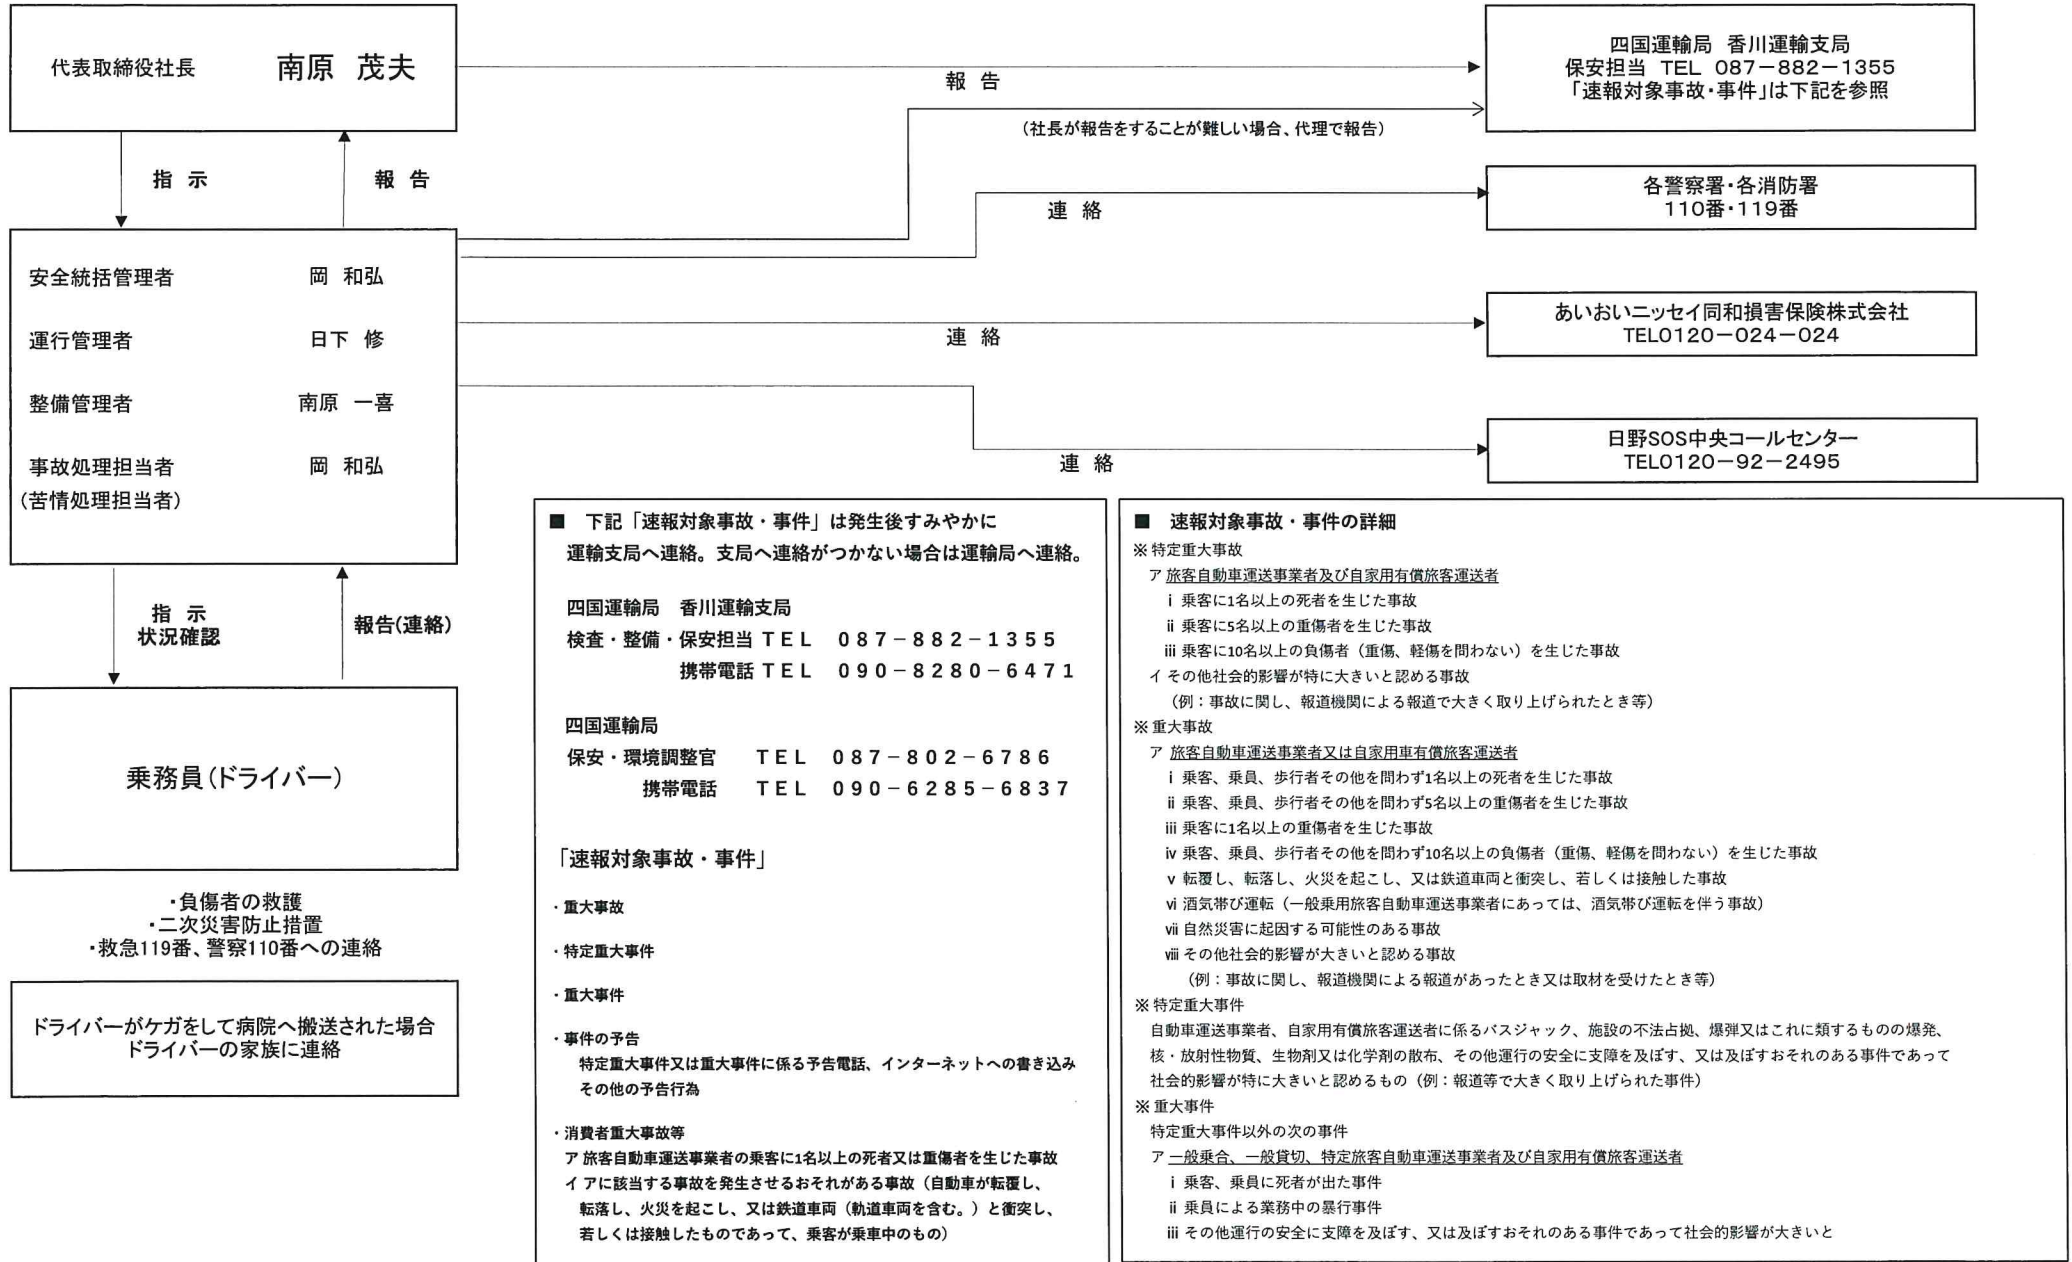 代表取締役社長 南原 茂夫
報 告
四国運輸局 香川運輸支局
保安担当 TEL 087-882-1355
「速報対象事故・事件」は下記を参照
(社長が報告をすることが難しい場合、代理で報告)
指 示
報 告
連 絡
各警察署・各消防署
110番・119番
安全統括管理者 岡 和弘
運行管理者 日下 修
整備管理者 南原 一喜
事故処理担当者 岡 和弘
(苦情処理担当者)
連 絡
あいおいニッセイ同和損害保険株式会社
TEL0120-024-024
連 絡
日野SOS中央コールセンター
TEL0120-92-2495
指 示
状況確認
報告(連絡)
乗務員(ドライバー)
・負傷者の救護
・二次災害防止措置
・救急119番、警察110番への連絡
ドライバーがケガをして病院へ搬送された場合
ドライバーの家族に連絡
■ 下記「速報対象事故・事件」は発生後すみやかに
運輸支局へ連絡。支局へ連絡がつかない場合は運輸局へ連絡。
四国運輸局 香川運輸支局
検査・整備・保安担当 TEL 087-882-1355
携帯電話 TEL 090-8280-6471
四国運輸局
保安・環境調整官 TEL 087-802-6786
携帯電話 TEL 090-6285-6837
「速報対象事故・事件」
・重大事故
・特定重大事件
・重大事件
・事件の予告
特定重大事件又は重大事件に係る予告電話、インターネットへの書き込み
その他の予告行為
・消費者重大事故等
ア 旅客自動車運送事業者の乗客に1名以上の死者又は重傷者を生じた事故
イ アに該当する事故を発生させるおそれがある事故(自動車が転覆し、
転落し、火災を起こし、又は鉄道車両(軌道車両を含む。)と衝突し、
若しくは接触したものであって、乗客が乗車中のもの)
■ 速報対象事故・事件の詳細
※ 特定重大事故
ア 旅客自動車運送事業者及び自家用有償旅客運送者
ⅰ 乗客に1名以上の死者を生じた事故
ⅱ 乗客に5名以上の重傷者を生じた事故
ⅲ 乗客に10名以上の負傷者(重傷、軽傷を問わない)を生じた事故
イ その他社会的影響が特に大きいと認める事故
(例:事故に関し、報道機関による報道で大きく取り上げられたとき等)
※ 重大事故
ア 旅客自動車運送事業者又は自家用車有償旅客運送者
ⅰ 乗客、乗員、歩行者その他を問わず1名以上の死者を生じた事故
ⅱ 乗客、乗員、歩行者その他を問わず5名以上の重傷者を生じた事故
ⅲ 乗客に1名以上の重傷者を生じた事故
ⅳ 乗客、乗員、歩行者その他を問わず10名以上の負傷者(重傷、軽傷を問わない)を生じた事故
ⅴ 転覆し、転落し、火災を起こし、又は鉄道車両と衝突し、若しくは接触した事故
ⅵ 酒気帯び運転(一般乗用旅客自動車運送事業者にあっては、酒気帯び運転を伴う事故)
ⅶ 自然災害に起因する可能性のある事故
ⅷ その他社会的影響が大きいと認める事故
(例:事故に関し、報道機関による報道があったとき又は取材を受けたとき等)
※ 特定重大事件
自動車運送事業者、自家用有償旅客運送者に係るバスジャック、施設の不法占拠、爆弾又はこれに類するものの爆発、
核・放射性物質、生物剤又は化学剤の散布、その他運行の安全に支障を及ぼす、又は及ぼすおそれのある事件であって
社会的影響が特に大きいと認めるもの(例:報道等で大きく取り上げられた事件)
※ 重大事件
特定重大事件以外の次の事件
ア 一般乗合、一般貸切、特定旅客自動車運送事業者及び自家用有償旅客運送者
ⅰ 乗客、乗員に死者が出た事件
ⅱ 乗員による業務中の暴行事件
ⅲ その他運行の安全に支障を及ぼす、又は及ぼすおそれのある事件であって社会的影響が大きいと